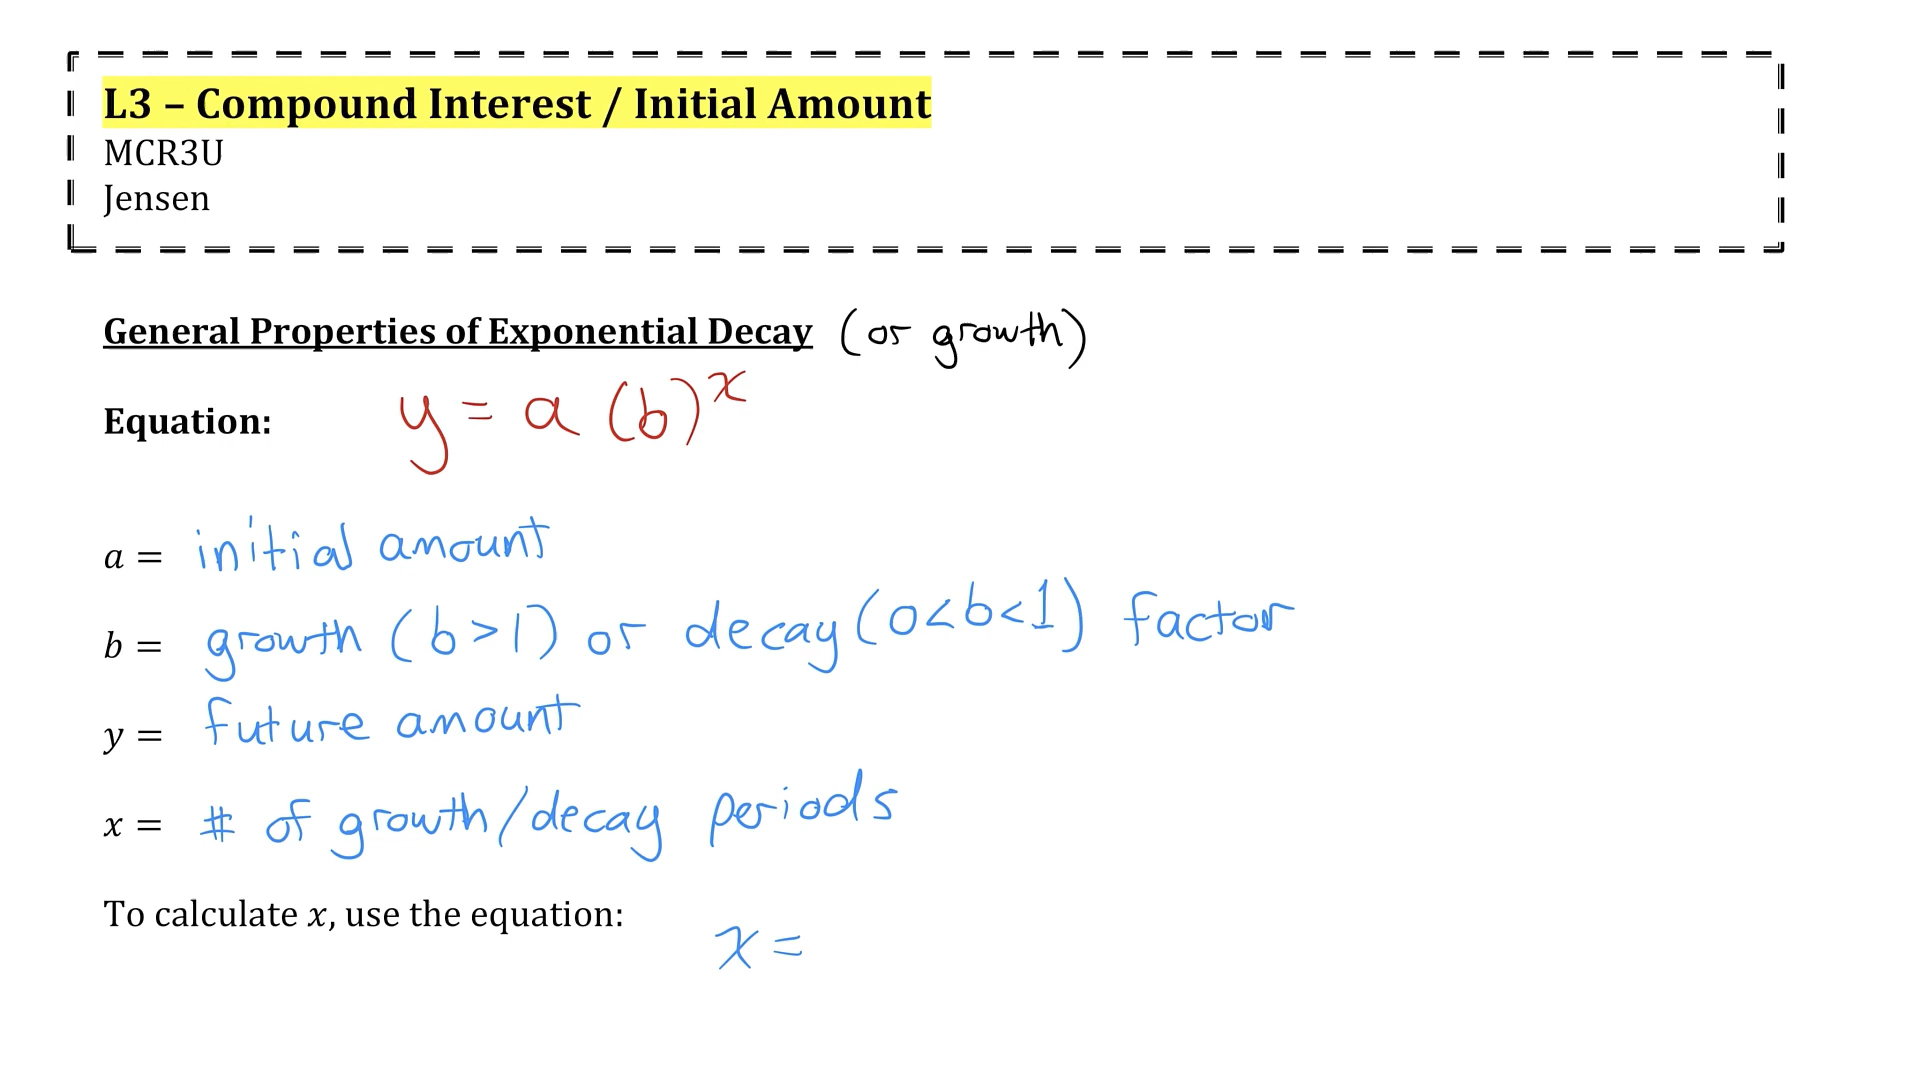 L3 – Compound Interest / Initial Amount
MCR3U
Jensen
General Properties of Exponential Decay (or growth)
Equation: y = a (b)^x
a = initial amount
b = growth (b>1) or decay (0<b<1) factor
y = future amount
x = # of growth/decay periods
To calculate x, use the equation: x =